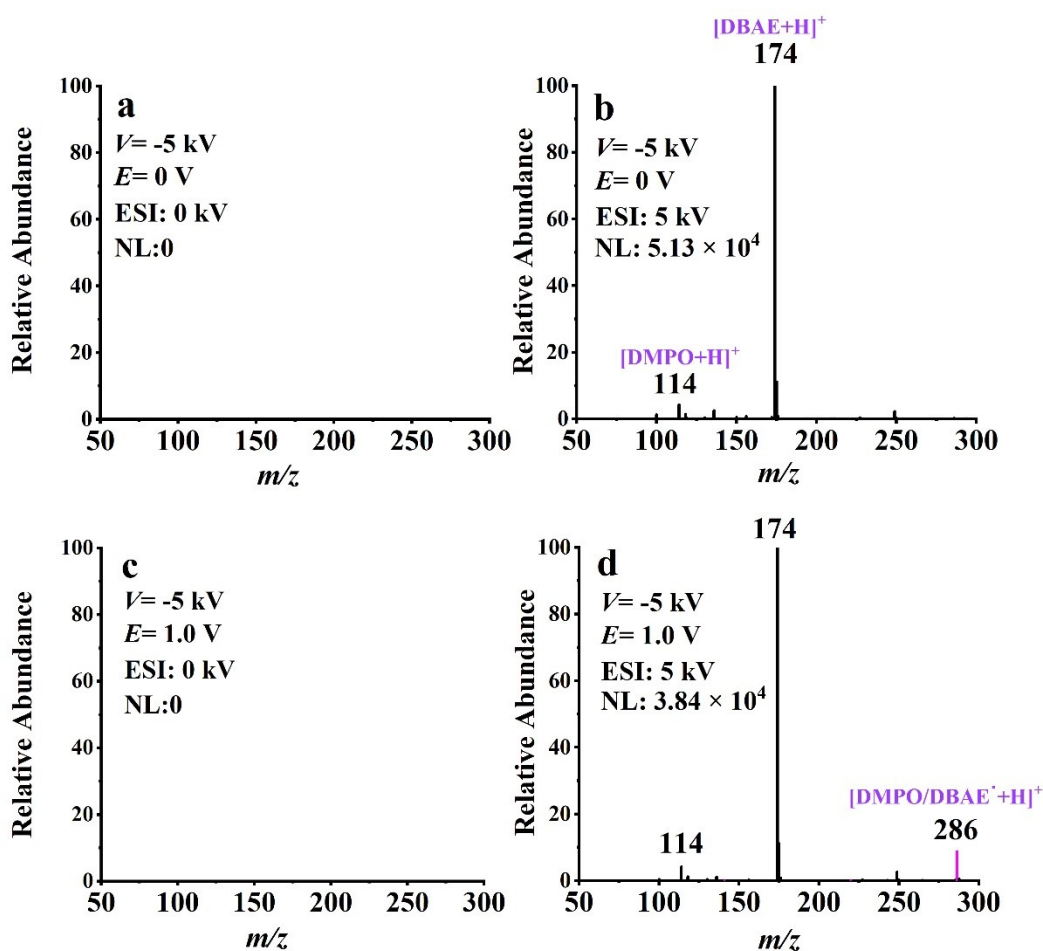 a
V= -5 kV
E= 0 V
ESI: 0 kV
NL:0
Relative Abundance
100
80
60
40
20
0
50 100 150 200 250 300
m/z
[DBAE+H]⁺
174
b
V= -5 kV
E= 0 V
ESI: 5 kV
NL: 5.13 × 10⁴
[DMPO+H]⁺
114
Relative Abundance
100
80
60
40
20
0
50 100 150 200 250 300
m/z
c
V= -5 kV
E= 1.0 V
ESI: 0 kV
NL:0
Relative Abundance
100
80
60
40
20
0
50 100 150 200 250 300
m/z
174
d
V= -5 kV
E= 1.0 V
ESI: 5 kV
NL: 3.84 × 10⁴
[DMPO/DBAE˙+H]⁺
286
114
Relative Abundance
100
80
60
40
20
0
50 100 150 200 250 300
m/z